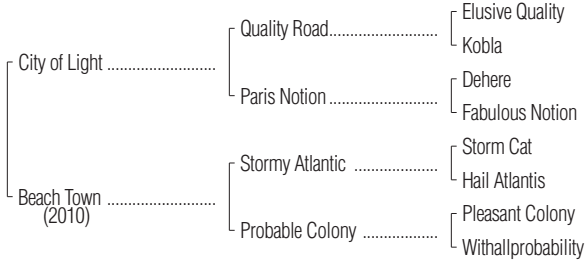 Elusive Quality
Quality Road
Kobla
City of Light
Dehere
Paris Notion
Fabulous Notion
Storm Cat
Stormy Atlantic
Hail Atlantis
Beach Town
(2010)
Pleasant Colony
Probable Colony
Withallprobability